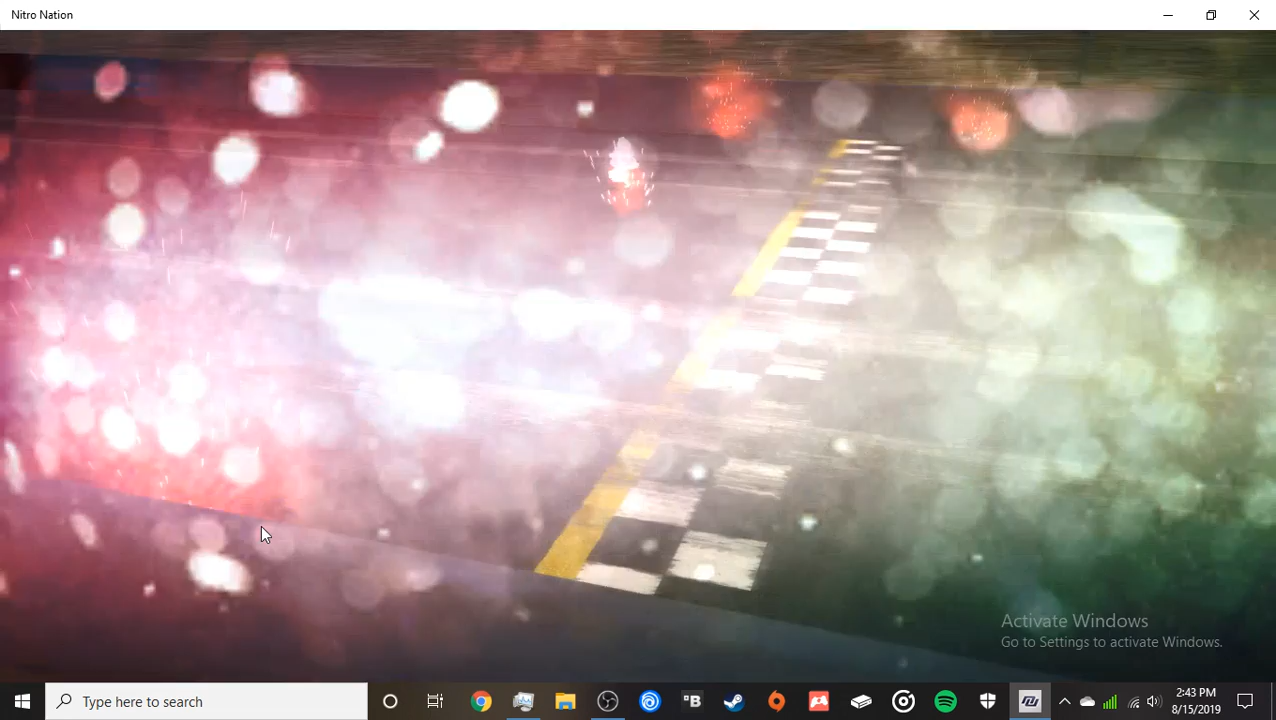 Nitro Nation
Activate Windows
Go to Settings to activate Windows.
Type here to search
B
2:43 PM
8/15/2019